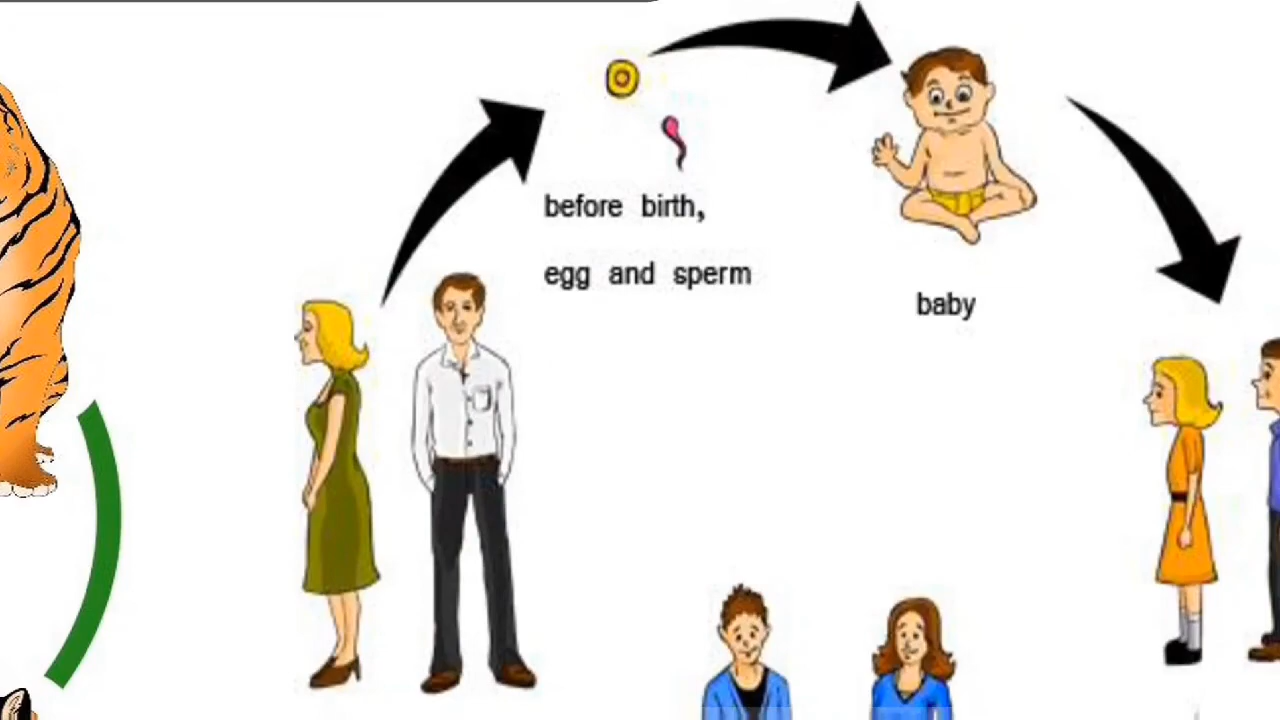 before birth,
egg and sperm
baby